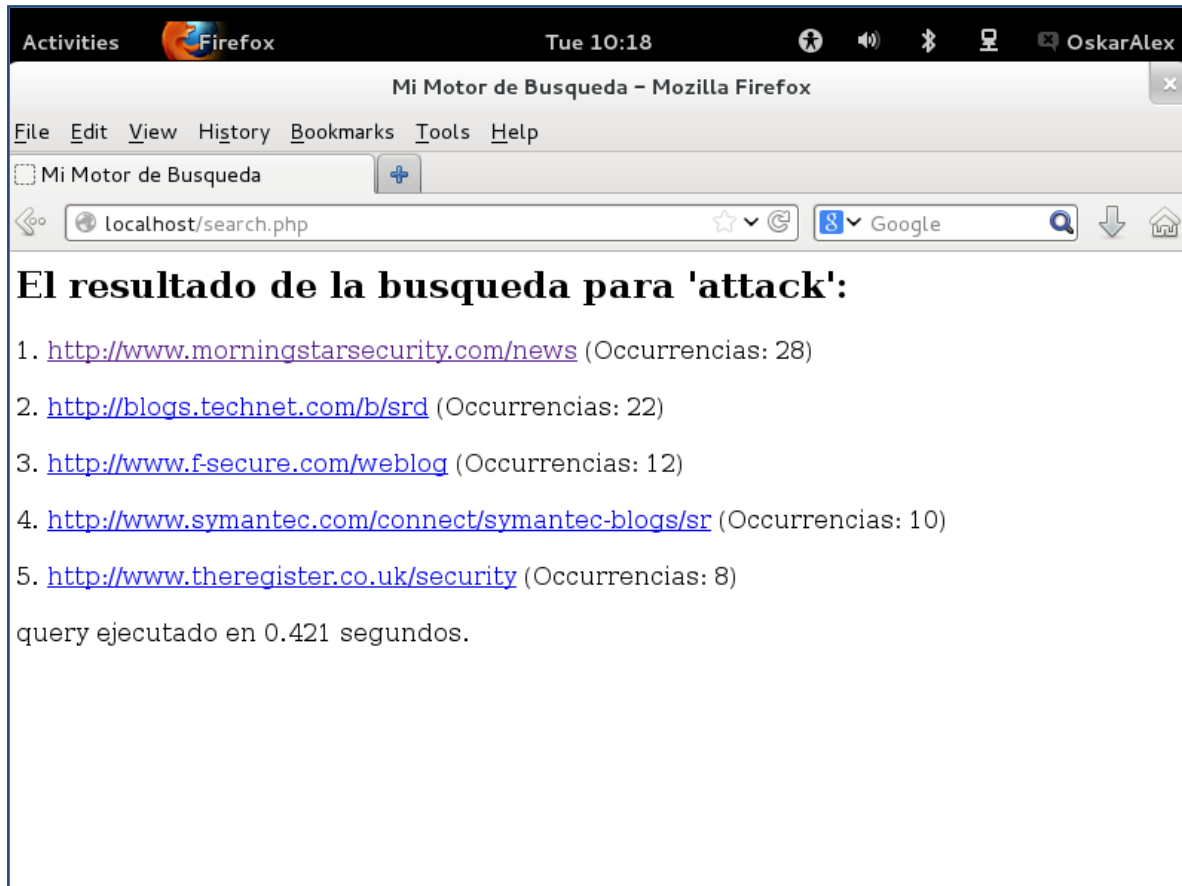 Activities Firefox Tue 10:18 OskarAlex
Mi Motor de Busqueda – Mozilla Firefox
File Edit View History Bookmarks Tools Help
Mi Motor de Busqueda
localhost/search.php 8 Google
El resultado de la busqueda para 'attack':
1. http://www.morningstarsecurity.com/news (Occurrencias: 28)
2. http://blogs.technet.com/b/srd (Occurrencias: 22)
3. http://www.f-secure.com/weblog (Occurrencias: 12)
4. http://www.symantec.com/connect/symantec-blogs/sr (Occurrencias: 10)
5. http://www.theregister.co.uk/security (Occurrencias: 8)
query ejecutado en 0.421 segundos.